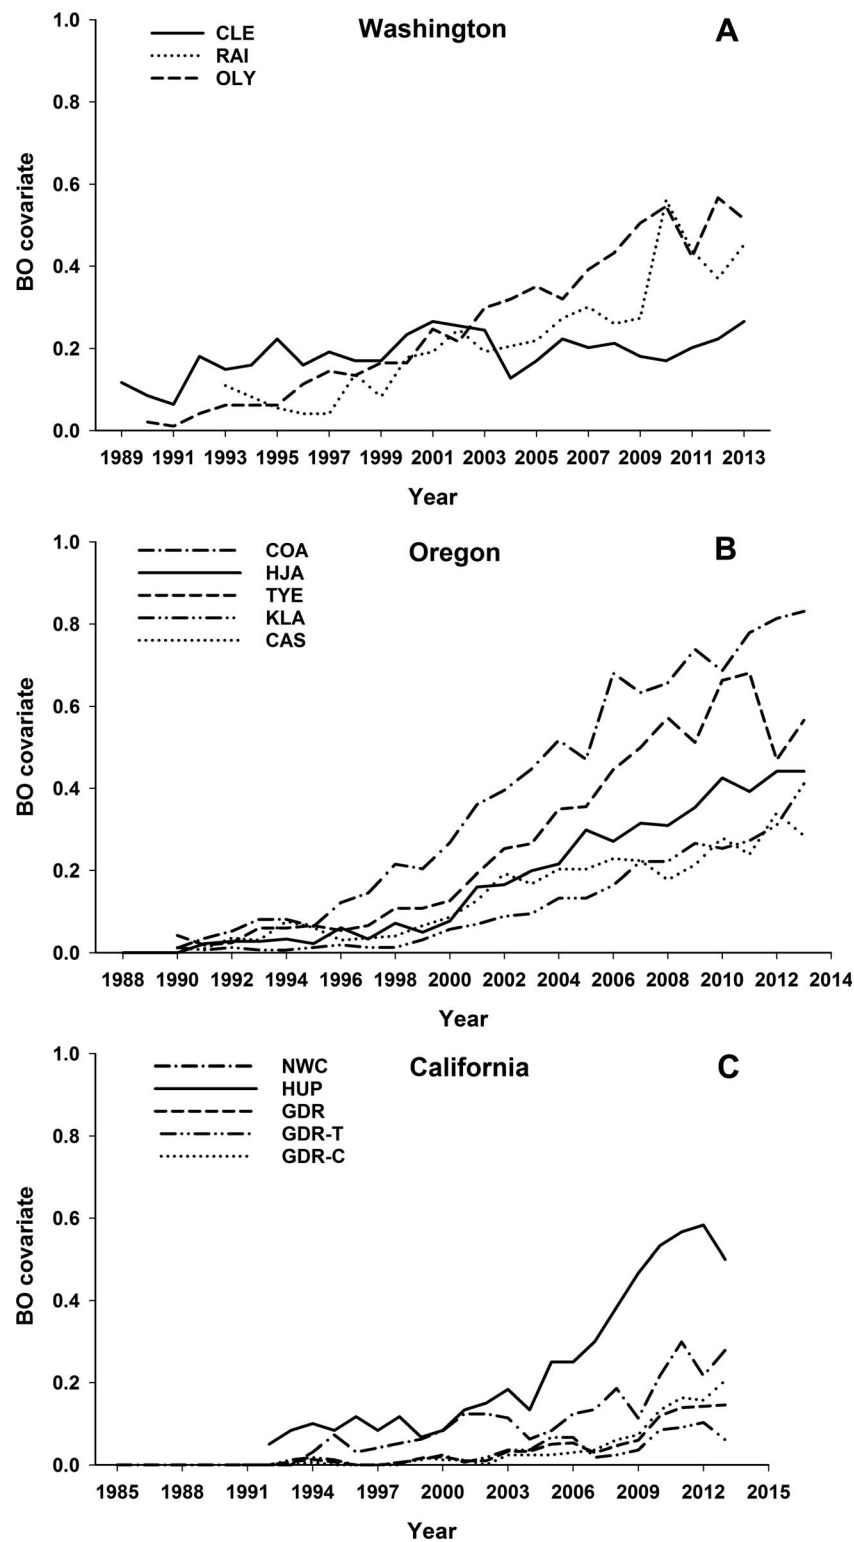 1.0
CLE
Washington
A
RAI
OLY
0.8
0.6
0.4
0.2
0.0
BO covariate
1989 1991 1993 1995 1997 1999 2001 2003 2005 2007 2009 2011 2013
Year
1.0
COA
Oregon
B
HJA
TYE
KLA
CAS
0.8
0.6
0.4
0.2
0.0
BO covariate
1988 1990 1992 1994 1996 1998 2000 2002 2004 2006 2008 2010 2012 2014
Year
1.0
NWC
California
C
HUP
GDR
GDR-T
GDR-C
0.8
0.6
0.4
0.2
0.0
BO covariate
1985 1988 1991 1994 1997 2000 2003 2006 2009 2013 2015
Year